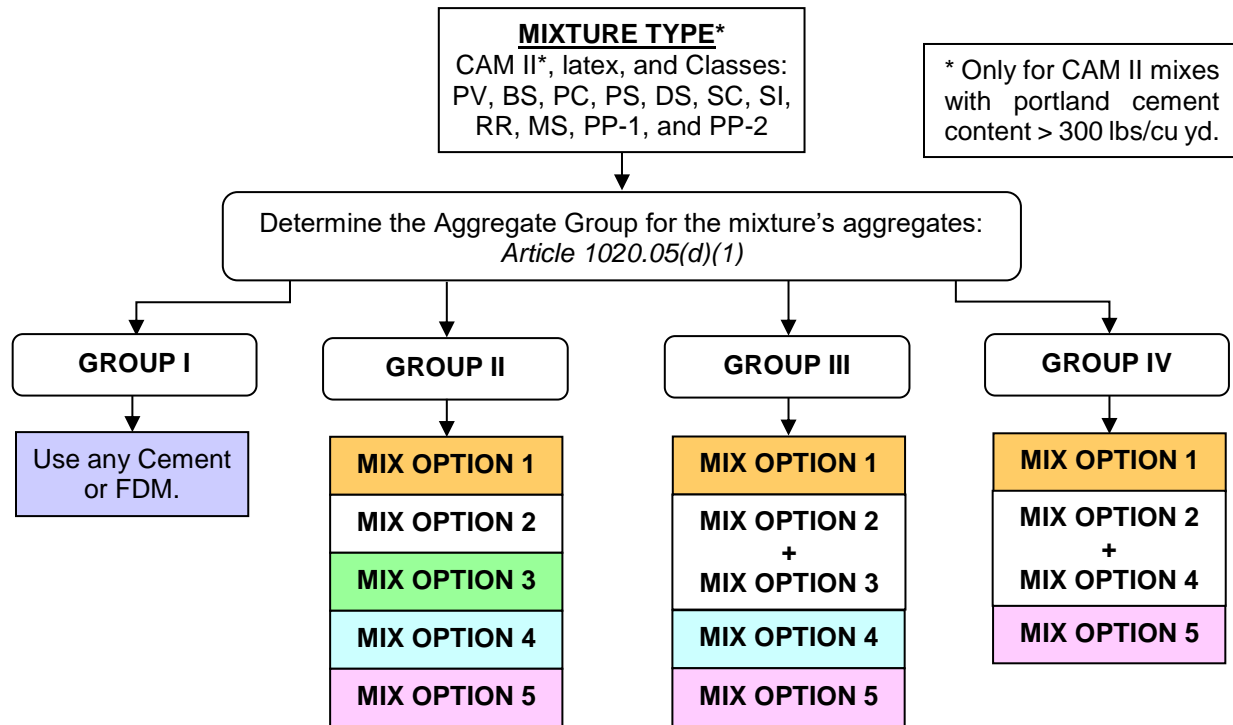 MIXTURE TYPE*
CAM II*, latex, and Classes:
PV, BS, PC, PS, DS, SC, SI,
RR, MS, PP-1, and PP-2
* Only for CAM II mixes
with portland cement
content > 300 lbs/cu yd.
Determine the Aggregate Group for the mixture’s aggregates:
Article 1020.05(d)(1)
GROUP I
GROUP II
GROUP III
GROUP IV
Use any Cement
or FDM.
MIX OPTION 1
MIX OPTION 2
MIX OPTION 3
MIX OPTION 4
MIX OPTION 5
MIX OPTION 1
MIX OPTION 2
+
MIX OPTION 3
MIX OPTION 4
MIX OPTION 5
MIX OPTION 1
MIX OPTION 2
+
MIX OPTION 4
MIX OPTION 5